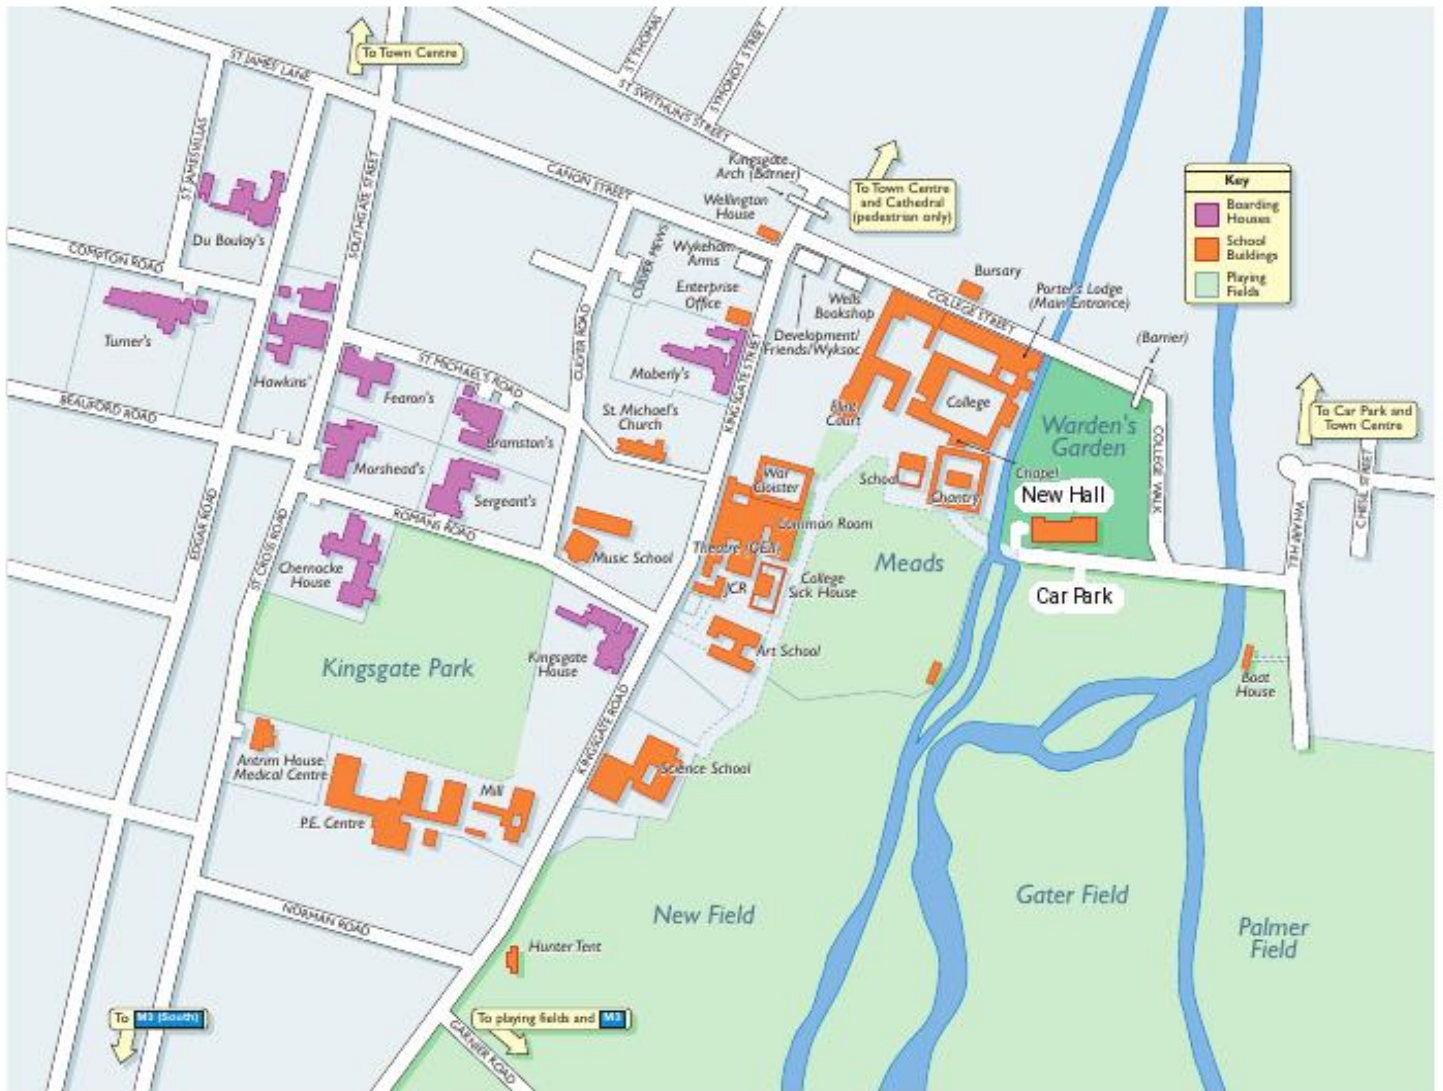 To Town Centre
ST JAMES LANE
ST THOMAS
SYMONDS STREET
ST SWITHUN'S STREET
ST JAMES VILLAS
SOUTHGATE STREET
CANON STREET
Kingsgate
Arch (Barrier)
To Town Centre
and Cathedral
(pedestrian only)
Key
Boarding
Houses
School
Buildings
Playing
Fields
Wellington
House
Du Boulay's
COMPTON ROAD
CULVER MEWS
Wykeham
Arms
Enterprise
Office
Bursary
Porter's Lodge
(Main Entrance)
COLLEGE STREET
Wells
Bookshop
Development/
Friends/Wyksoc
(Barrier)
Turner's
Hawkins'
ST MICHAEL'S ROAD
CULVER ROAD
Moberly's
KINGSGATE STREET
Fearon's
BEAUFORD ROAD
St. Michael's
Church
Flint
Court
College
Warden's
Garden
To Car Park and
Town Centre
Bramston's
Morshead's
Sergeant's
War
Cloister
School
Chantry
Chapel
New Hall
COLLEGE WALK
CHESIL STREET
WHARF HILL
EDGAR ROAD
ST CROSS ROAD
ROMANS ROAD
Common Room
Theatre (QEII)
Music School
Meads
Chernocke
House
JCR
College
Sick House
Car Park
Kingsgate Park
Kingsgate
House
Art School
Boat
House
KINGSGATE ROAD
Antrim House
Medical Centre
Science School
Mill
P.E. Centre
NORMAN ROAD
New Field
Gater Field
Palmer
Field
Hunter Tent
To M3 (South)
To playing fields and M3
GARNIER ROAD